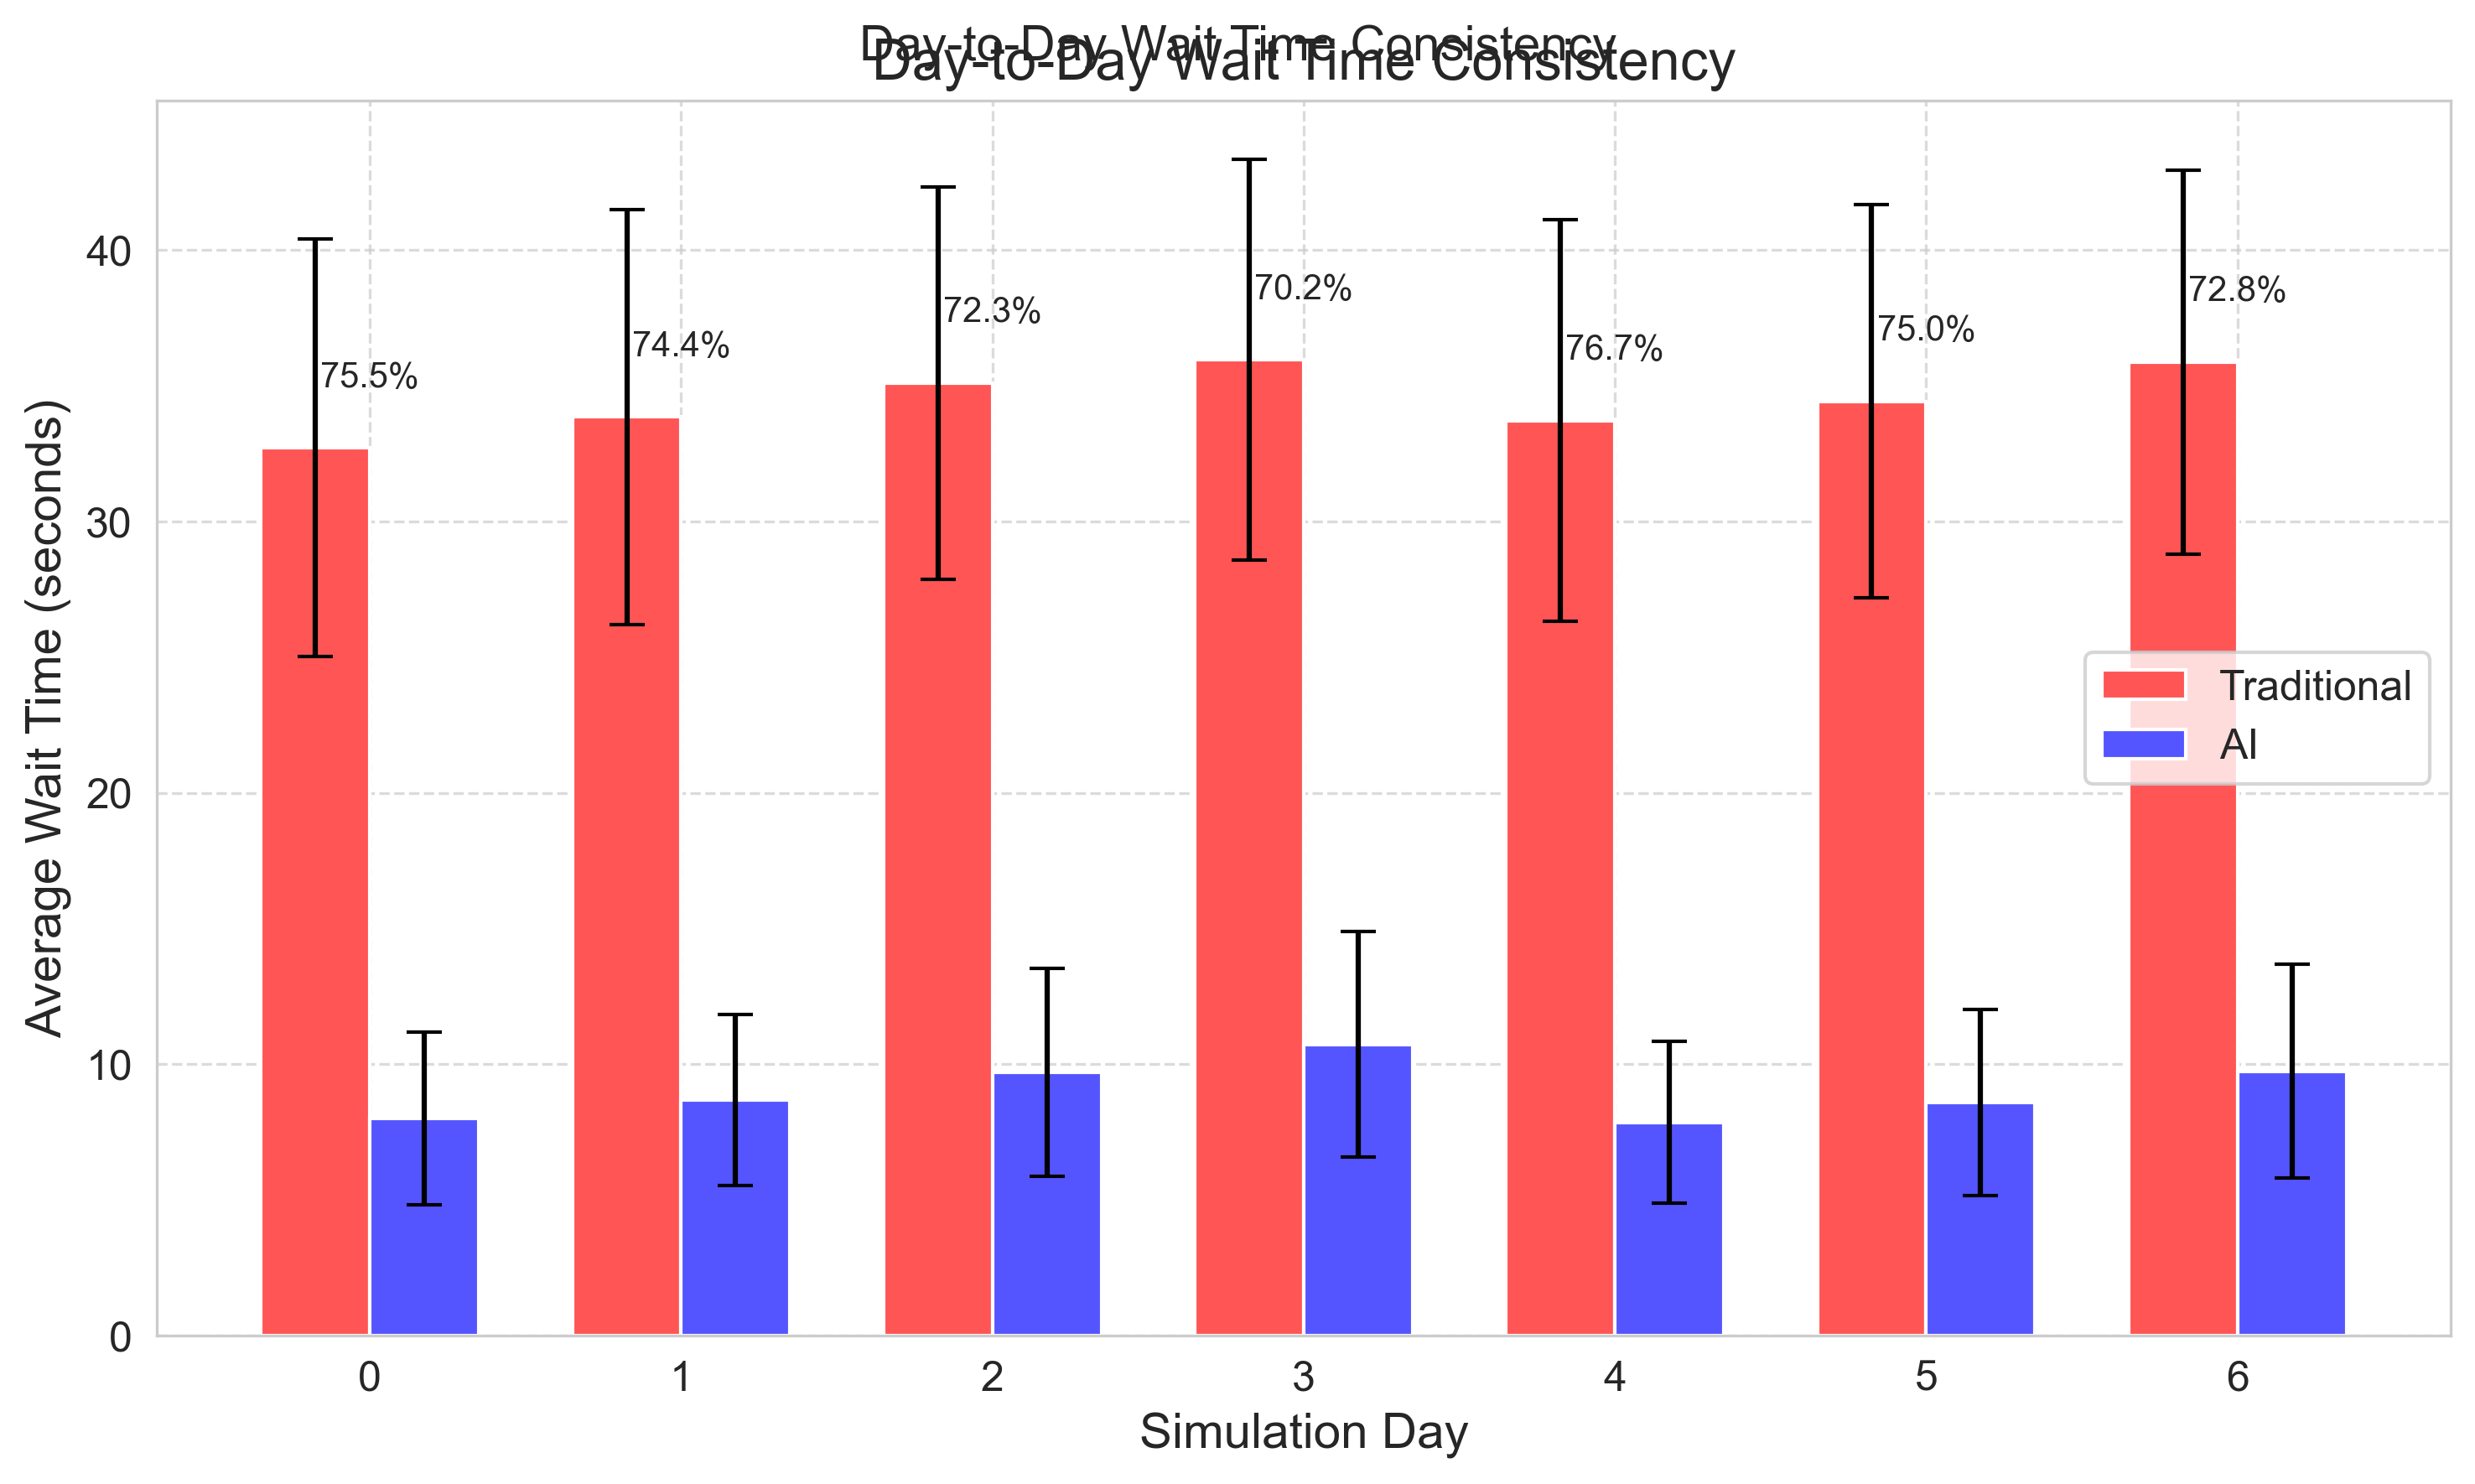 Day-to-Day Wait Time Consistency
Day-to-Day Wait Time Consistency
Average Wait Time (seconds)
40
30
20
10
0
75.5%
74.4%
72.3%
70.2%
76.7%
75.0%
72.8%
Traditional
AI
0 1 2 3 4 5 6
Simulation Day